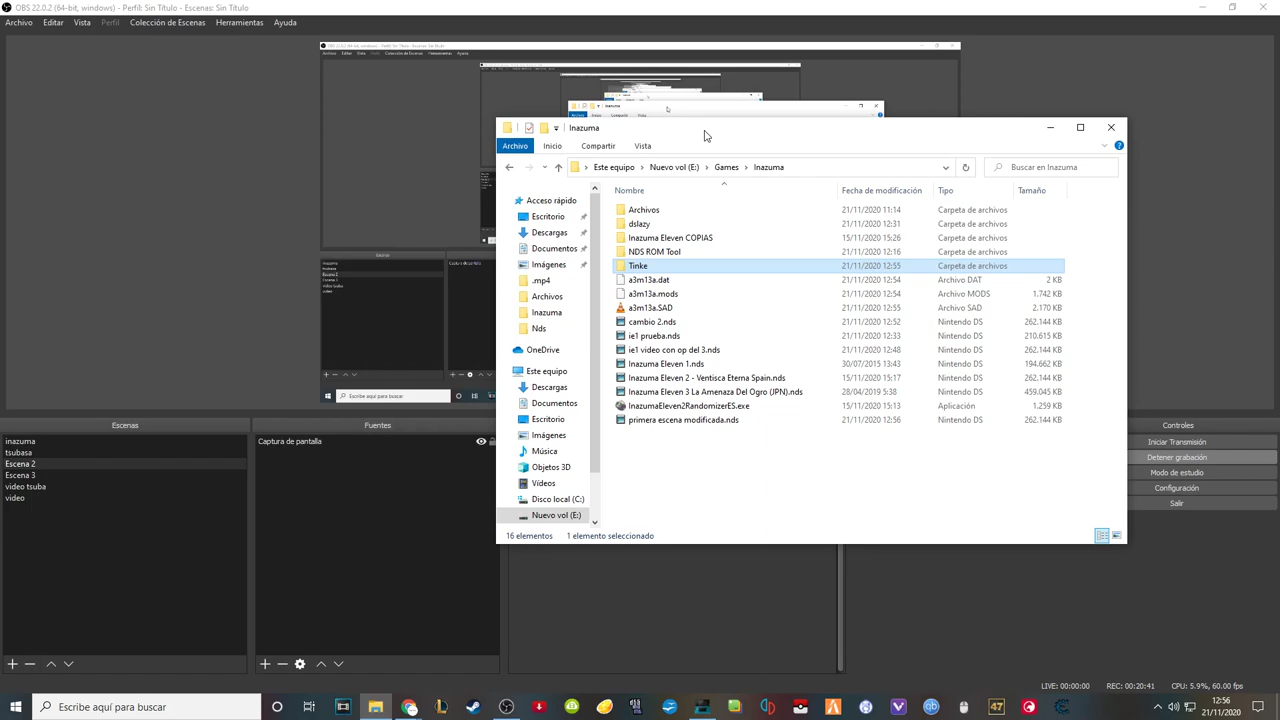 OBS 22.0.2 (64-bit, windows) - Perfil: Sin Título - Escenas: Sin Título
Archivo Editar Vista Perfil Colección de Escenas Herramientas Ayuda
Inazuma
Archivo Inicio Compartir Vista
Este equipo > Nuevo vol (E:) > Games > Inazuma
Buscar en Inazuma
Nombre Fecha de modificación Tipo Tamaño
Acceso rápido
Escritorio
Descargas
Documentos
Imágenes
.mp4
Archivos
Inazuma
Nds
OneDrive
Este equipo
Descargas
Documentos
Escritorio
Imágenes
Música
Objetos 3D
Vídeos
Disco local (C:)
Nuevo vol (E:)
Archivos 21/11/2020 11:14 Carpeta de archivos
dslazy 21/11/2020 12:31 Carpeta de archivos
Inazuma Eleven COPIAS 15/11/2020 15:26 Carpeta de archivos
NDS ROM Tool 21/11/2020 12:16 Carpeta de archivos
Tinke 21/11/2020 12:55 Carpeta de archivos
a3m13a.dat 21/11/2020 12:54 Archivo DAT 2 KB
a3m13a.mods 21/11/2020 12:54 Archivo MODS 1.742 KB
a3m13a.SAD 21/11/2020 12:55 Archivo SAD 2.170 KB
cambio 2.nds 21/11/2020 12:52 Nintendo DS 262.144 KB
ie1 prueba.nds 21/11/2020 12:33 Nintendo DS 210.615 KB
ie1 video con op del 3.nds 21/11/2020 12:48 Nintendo DS 262.144 KB
Inazuma Eleven 1.nds 30/07/2015 13:43 Nintendo DS 194.662 KB
Inazuma Eleven 2 - Ventisca Eterna Spain.nds 15/11/2020 15:17 Nintendo DS 262.144 KB
Inazuma Eleven 3 La Amenaza Del Ogro (JPN).nds 28/04/2019 5:38 Nintendo DS 459.045 KB
InazumaEleven2RandomizerES.exe 15/11/2020 15:13 Aplicación 1.259 KB
primera escena modificada.nds 21/11/2020 12:56 Nintendo DS 262.144 KB
16 elementos 1 elemento seleccionado
Escenas
inazuma
tsubasa
Escena 2
Escena 3
video tsuba
video
Fuentes
Captura de pantalla
Controles
Iniciar Transmisión
Detener grabación
Modo de estudio
Configuración
Salir
LIVE: 00:00:00 REC: 00:20:41 CPU: 5.9%, 60.00 fps
Escribe aquí para buscar
47
12:56
21/11/2020